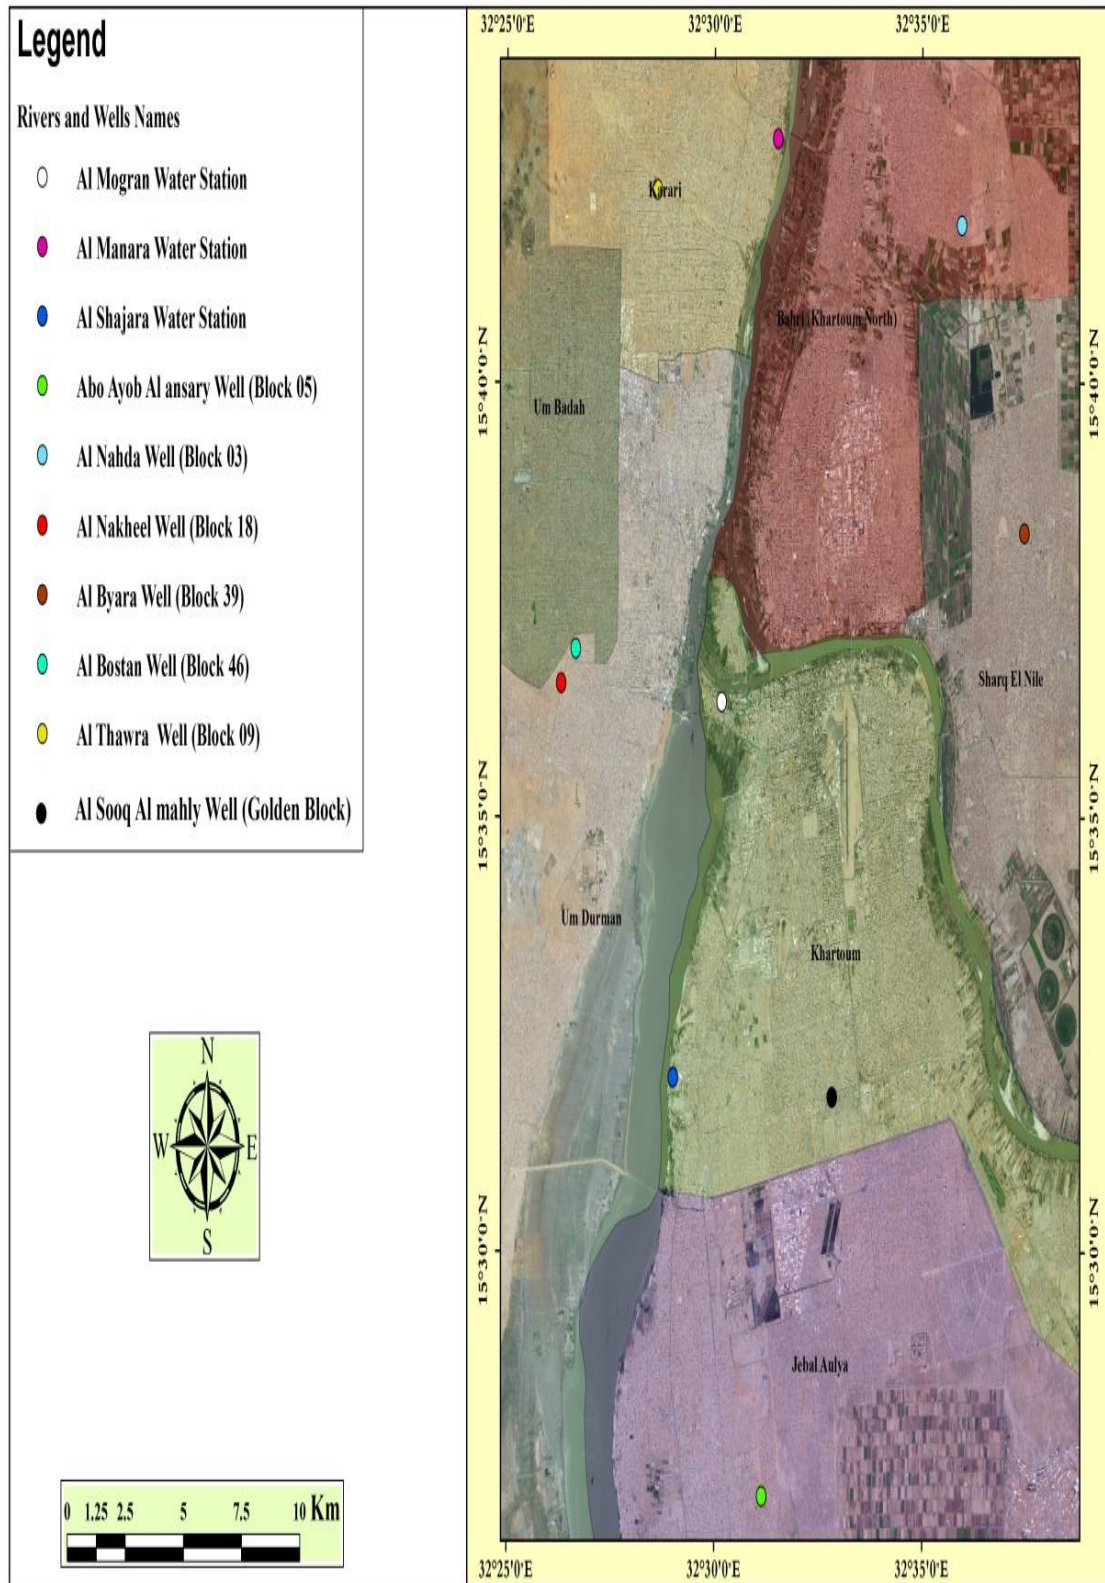 Legend
Rivers and Wells Names
Al Mogran Water Station
Al Manara Water Station
Al Shajara Water Station
Abo Ayob Al ansary Well (Block 05)
Al Nahda Well (Block 03)
Al Nakheel Well (Block 18)
Al Byara Well (Block 39)
Al Bostan Well (Block 46)
Al Thawra Well (Block 09)
Al Sooq Al mahly Well (Golden Block)
N
W E
S
0 1.25 2.5 5 7.5 10 Km
32°25'0"E 32°30'0"E 32°35'0"E
Karari
Bahri (Khartoum North)
15°40'0"N 15°40'0"N
Um Badah
Sharq El Nile
15°35'0"N 15°35'0"N
Um Durman
Khartoum
15°30'0"N 15°30'0"N
Jebal Aulya
32°25'0"E 32°30'0"E 32°35'0"E